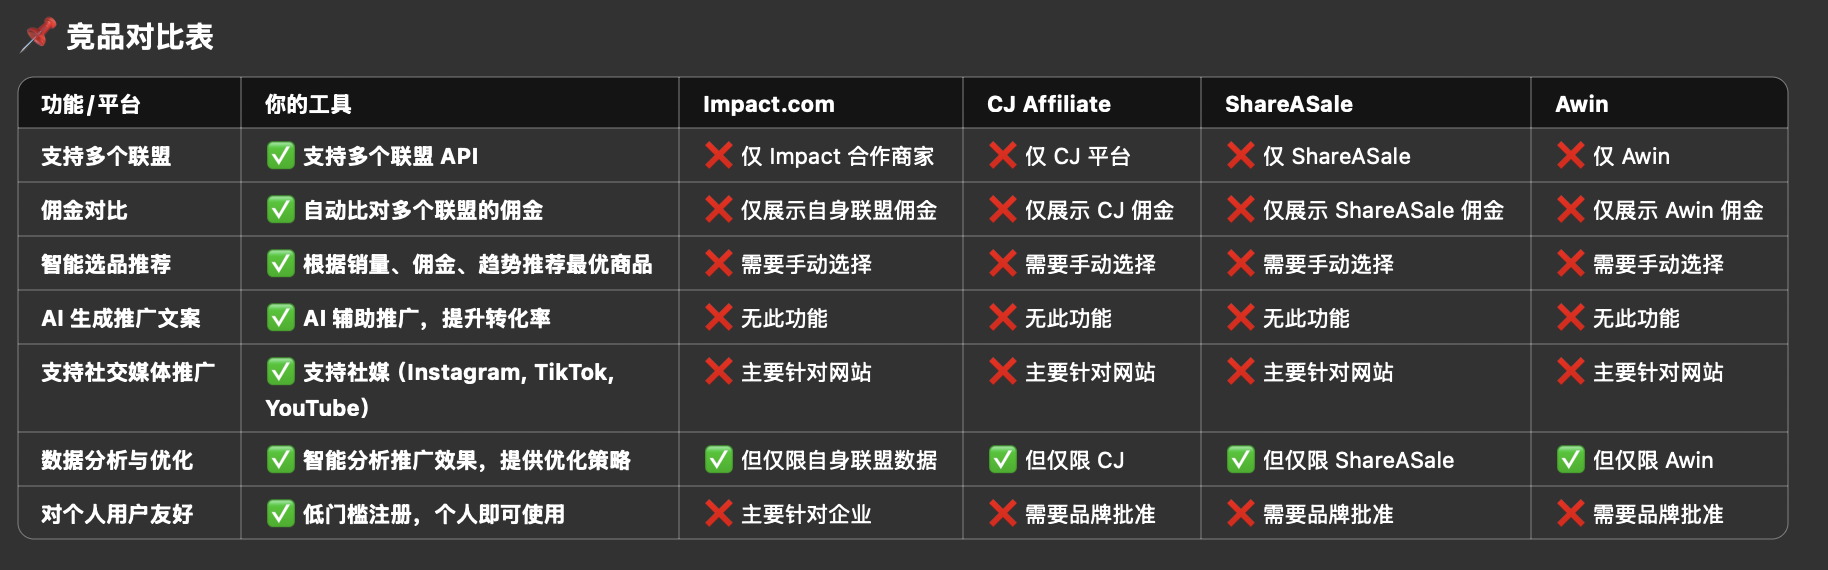 📌 竞品对比表
功能/平台 你的工具 Impact.com CJ Affiliate ShareASale Awin
支持多个联盟 ✅ 支持多个联盟 API ❌ 仅 Impact 合作商家 ❌ 仅 CJ 平台 ❌ 仅 ShareASale ❌ 仅 Awin
佣金对比 ✅ 自动比对多个联盟的佣金 ❌ 仅展示自身联盟佣金 ❌ 仅展示 CJ 佣金 ❌ 仅展示 ShareASale 佣金 ❌ 仅展示 Awin 佣金
智能选品推荐 ✅ 根据销量、佣金、趋势推荐最优商品 ❌ 需要手动选择 ❌ 需要手动选择 ❌ 需要手动选择 ❌ 需要手动选择
AI 生成推广文案 ✅ AI 辅助推广，提升转化率 ❌ 无此功能 ❌ 无此功能 ❌ 无此功能 ❌ 无此功能
支持社交媒体推广 ✅ 支持社媒（Instagram, TikTok, ❌ 主要针对网站 ❌ 主要针对网站 ❌ 主要针对网站 ❌ 主要针对网站
YouTube）
数据分析与优化 ✅ 智能分析推广效果，提供优化策略 ✅ 但仅限自身联盟数据 ✅ 但仅限 CJ ✅ 但仅限 ShareASale ✅ 但仅限 Awin
对个人用户友好 ✅ 低门槛注册，个人即可使用 ❌ 主要针对企业 ❌ 需要品牌批准 ❌ 需要品牌批准 ❌ 需要品牌批准